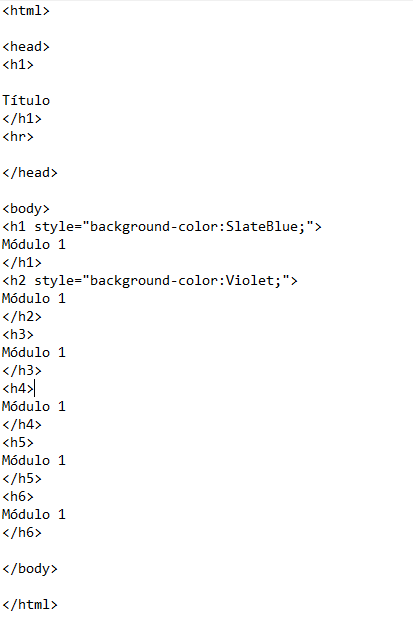 <html>
<head>
<h1>
Título
</h1>
<hr>
</head>
<body>
<h1 style="background-color:SlateBlue;">
Módulo 1
</h1>
<h2 style="background-color:Violet;">
Módulo 1
</h2>
<h3>
Módulo 1
</h3>
<h4>
Módulo 1
</h4>
<h5>
Módulo 1
</h5>
<h6>
Módulo 1
</h6>
</body>
</html>